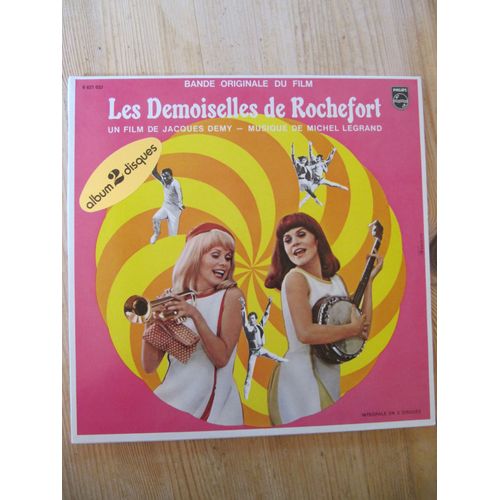 BANDE ORIGINALE DU FILM
PHILIPS
Les Demoiselles de Rochefort
UN FILM DE JACQUES DEMY — MUSIQUE DE MICHEL LEGRAND
album 2 disques
INTEGRALE EN 2 DISQUES